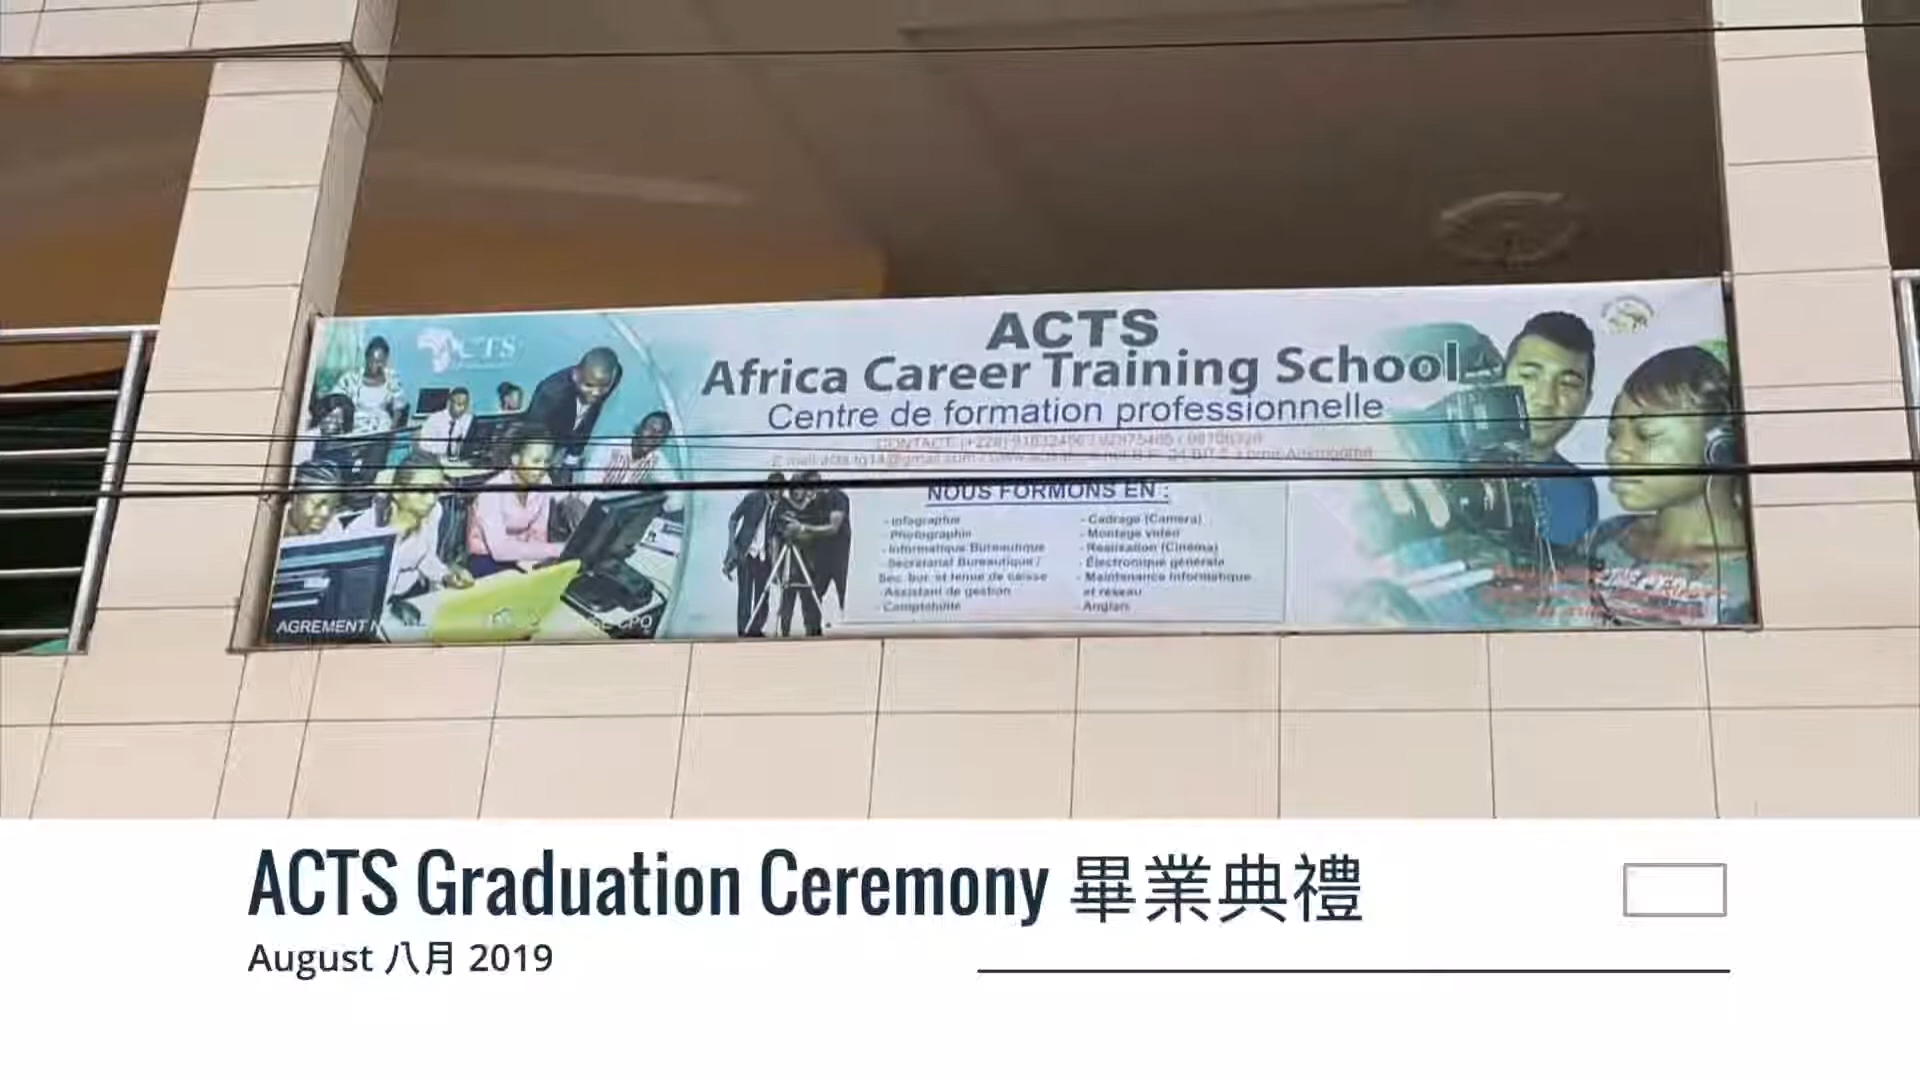 ACTS
ACTS
Africa Career Training School
Centre de formation professionnelle
NOUS FORMONS EN :
- Infographie
- Photographie
- Informatique Bureautique
- Secrétariat Bureautique /
Sec. bur. et tenue de caisse
- Assistant de gestion
- Comptabilité
- Cadrage (Caméra)
- Montage vidéo
- Réalisation (Cinéma)
- Électronique générale
- Maintenance informatique
et réseau
- Anglais
AGREMENT
ACTS Graduation Ceremony 畢業典禮
August 八月 2019